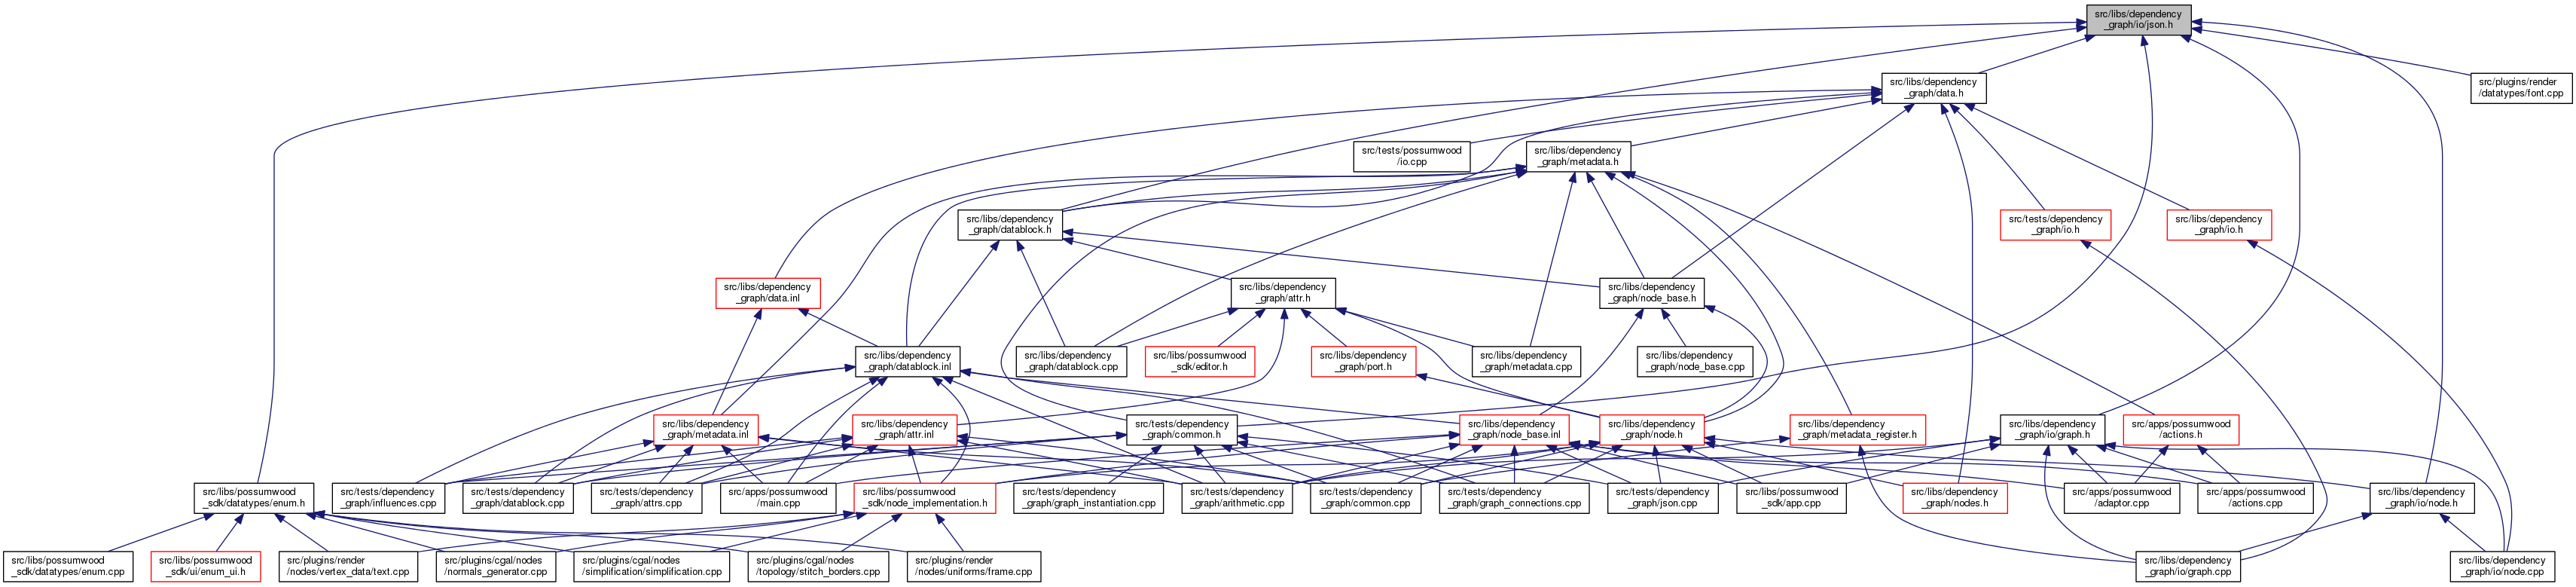 src/libs/dependency
_graph/io/json.h
src/libs/dependency
_graph/data.h
src/plugins/render
/datatypes/font.cpp
src/tests/possumwood
/io.cpp
src/libs/dependency
_graph/metadata.h
src/libs/dependency
_graph/datablock.h
src/tests/dependency
_graph/io.h
src/libs/dependency
_graph/io.h
src/libs/dependency
_graph/data.inl
src/libs/dependency
_graph/attr.h
src/libs/dependency
_graph/node_base.h
src/libs/dependency
_graph/datablock.inl
src/libs/dependency
_graph/datablock.cpp
src/libs/possumwood
_sdk/editor.h
src/libs/dependency
_graph/port.h
src/libs/dependency
_graph/metadata.cpp
src/libs/dependency
_graph/node_base.cpp
src/libs/dependency
_graph/metadata.inl
src/libs/dependency
_graph/attr.inl
src/tests/dependency
_graph/common.h
src/libs/dependency
_graph/node_base.inl
src/libs/dependency
_graph/node.h
src/libs/dependency
_graph/metadata_register.h
src/libs/dependency
_graph/io/graph.h
src/apps/possumwood
/actions.h
src/libs/possumwood
_sdk/datatypes/enum.h
src/tests/dependency
_graph/influences.cpp
src/tests/dependency
_graph/datablock.cpp
src/tests/dependency
_graph/attrs.cpp
src/apps/possumwood
/main.cpp
src/libs/possumwood
_sdk/node_implementation.h
src/tests/dependency
_graph/graph_instantiation.cpp
src/tests/dependency
_graph/arithmetic.cpp
src/tests/dependency
_graph/common.cpp
src/tests/dependency
_graph/graph_connections.cpp
src/tests/dependency
_graph/json.cpp
src/libs/possumwood
_sdk/app.cpp
src/libs/dependency
_graph/nodes.h
src/apps/possumwood
/adaptor.cpp
src/apps/possumwood
/actions.cpp
src/libs/dependency
_graph/io/node.h
src/libs/possumwood
_sdk/datatypes/enum.cpp
src/libs/possumwood
_sdk/ui/enum_ui.h
src/plugins/render
/nodes/vertex_data/text.cpp
src/plugins/cgal/nodes
/normals_generator.cpp
src/plugins/cgal/nodes
/simplification/simplification.cpp
src/plugins/cgal/nodes
/topology/stitch_borders.cpp
src/plugins/render
/nodes/uniforms/frame.cpp
src/libs/dependency
_graph/io/graph.cpp
src/libs/dependency
_graph/io/node.cpp